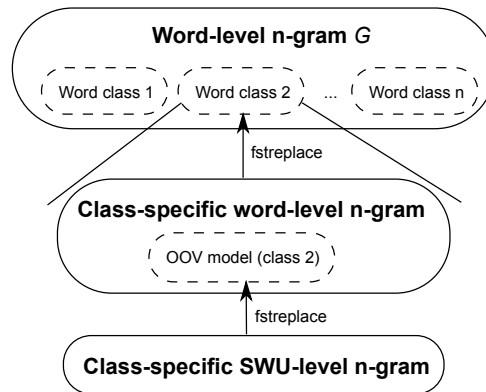 Word-level n-gram G
Word class 1 Word class 2 ... Word class n
fstreplace
Class-specific word-level n-gram
OOV model (class 2)
fstreplace
Class-specific SWU-level n-gram